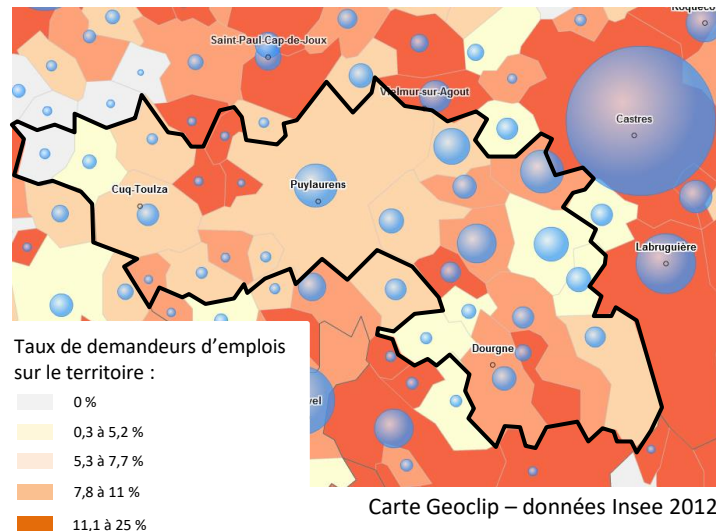 Roqueco
Saint-Paul-Cap-de-Joux
Vielmur-sur-Agout
Castres
Cuq-Toulza
Puylaurens
Labruguière
Dourgne
vel
Taux de demandeurs d’emplois
sur le territoire :
0 %
0,3 à 5,2 %
5,3 à 7,7 %
7,8 à 11 %
11,1 à 25 %
Carte Geoclip – données Insee 2012